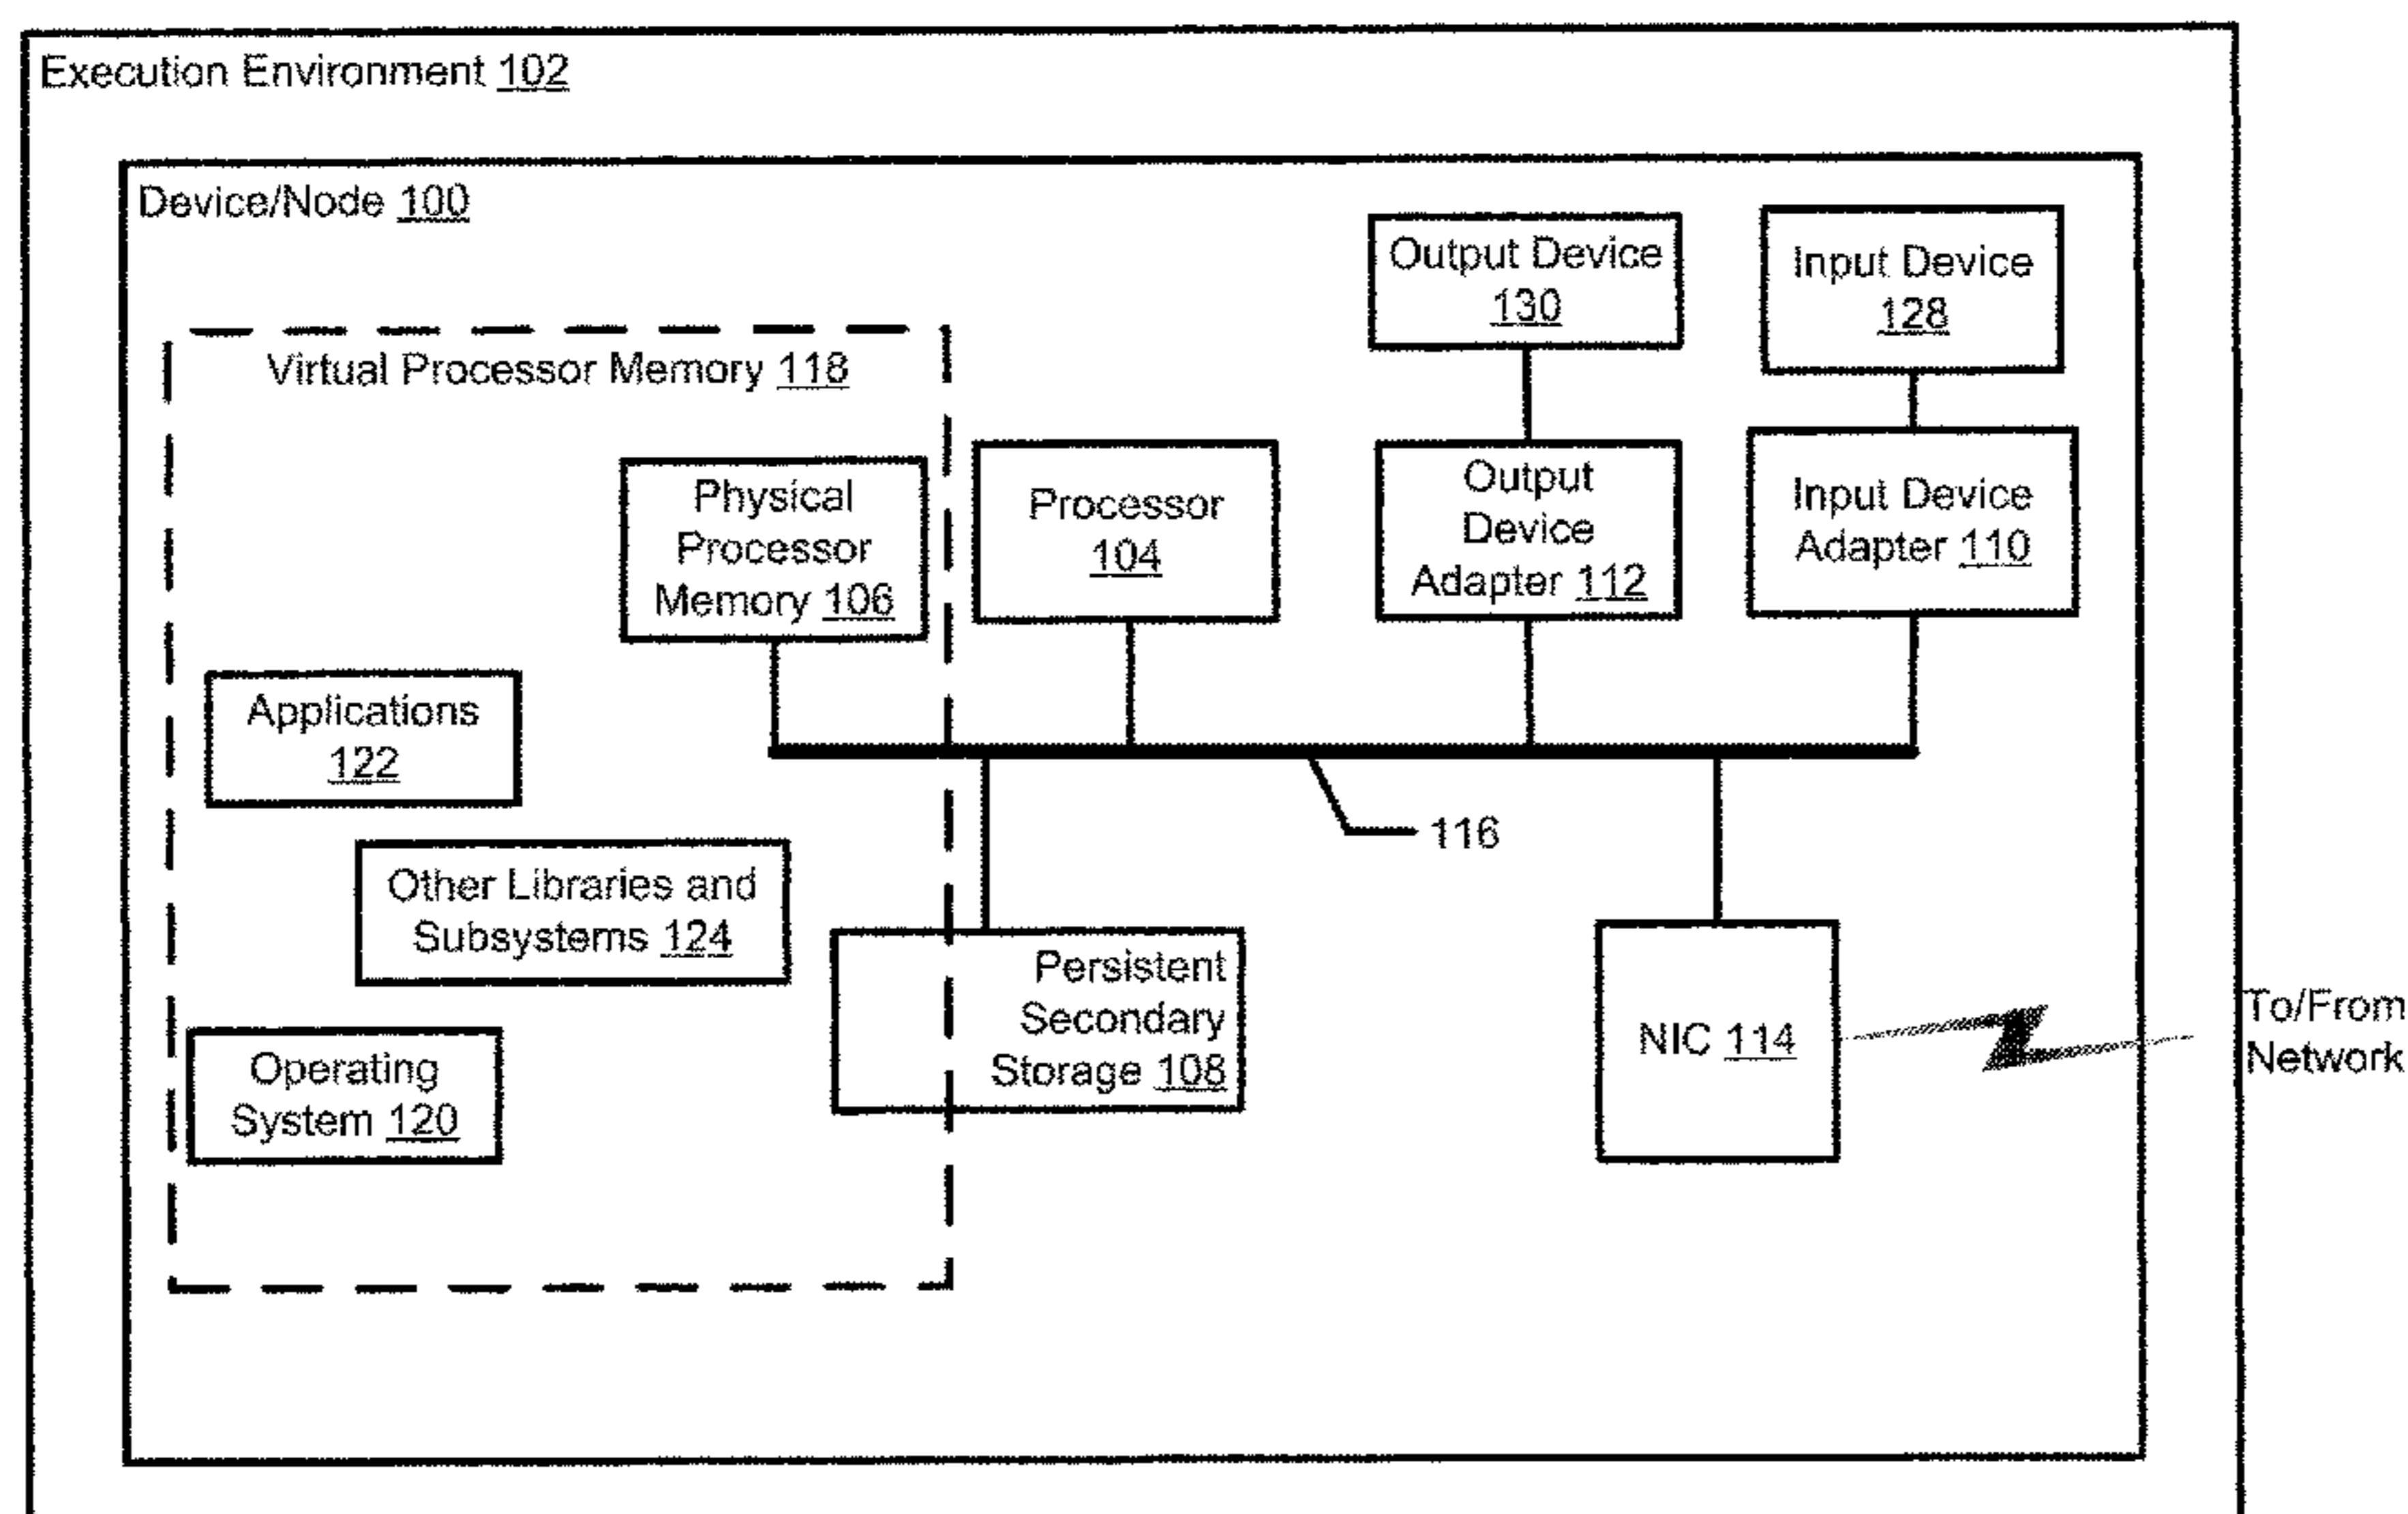 Execution Environment 102
Device/Node 100
Output Device
130
Input Device
128
Virtual Processor Memory 118
Physical
Processor
Memory 106
Processor
104
Output
Device
Adapter 112
Input Device
Adapter 110
Applications
122
116
Other Libraries and
Subsystems 124
Persistent
Secondary
Storage 108
NIC 114
To/From
Network
Operating
System 120